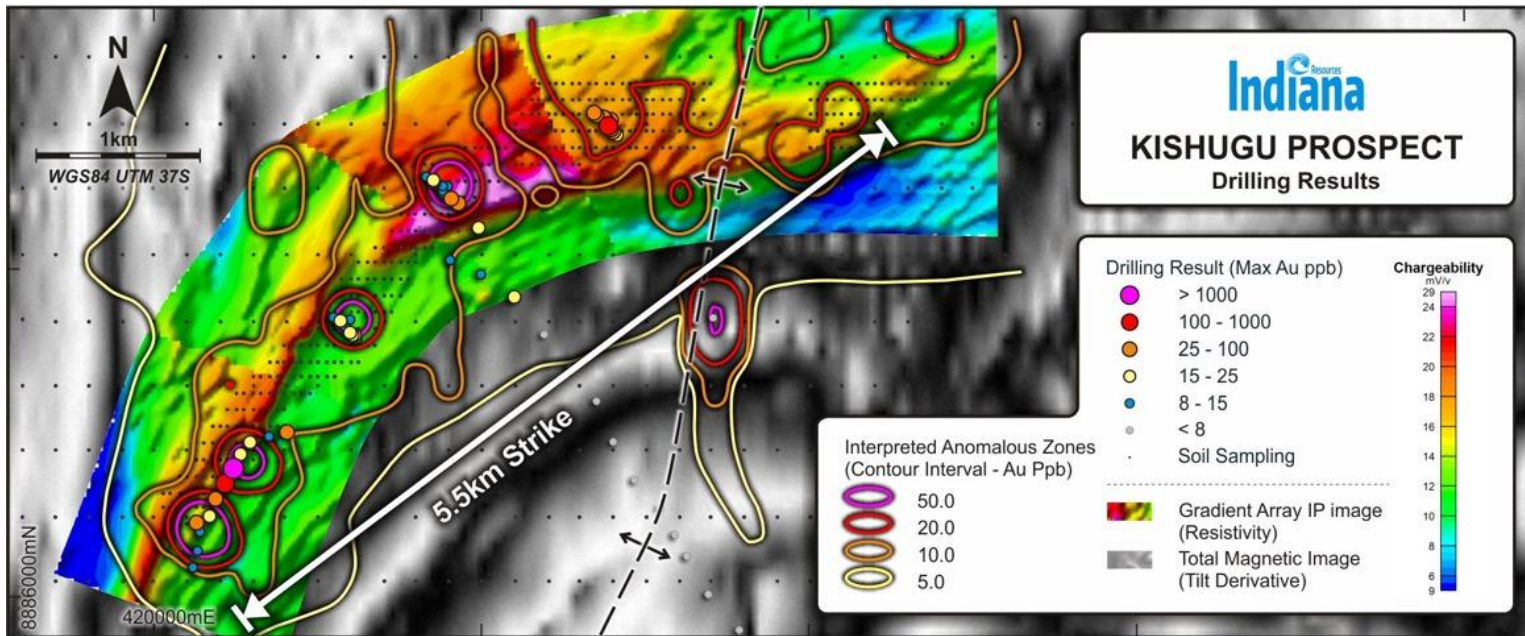 N
1km
WGS84 UTM 37S
5.5km Strike
8886000mN
420000mE
Indiana
Resources
KISHUGU PROSPECT
Drilling Results
Interpreted Anomalous Zones
(Contour Interval - Au Ppb)
50.0
20.0
10.0
5.0
Drilling Result (Max Au ppb)
> 1000
100 - 1000
25 - 100
15 - 25
8 - 15
< 8
Soil Sampling
Gradient Array IP image
(Resistivity)
Total Magnetic Image
(Tilt Derivative)
Chargeability
mV/v
29
24
22
20
18
16
15
14
12
10
8
6
9